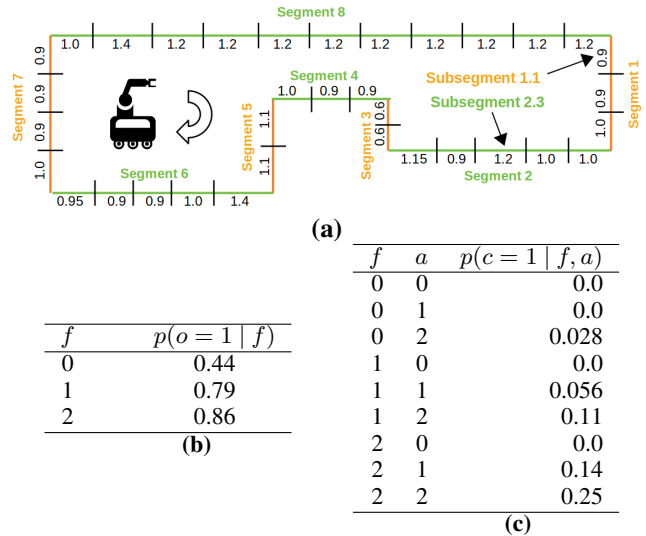 Segment 8
1.0 1.4 1.2 1.2 1.2 1.2 1.2 1.2 1.2 1.2 1.2
Segment 7
0.9
0.9
0.9
1.0
Segment 4
1.0 0.9 0.9
Segment 5
1.1
1.1
Segment 3
0.6
0.6
Subsegment 1.1
Subsegment 2.3
0.9
0.9
1.0
Segment 1
1.15 0.9 1.2 1.0 1.0
Segment 2
Segment 6
0.95 0.9 0.9 1.0 1.4
(a)
f p(o = 1 | f)
0 0.44
1 0.79
2 0.86
(b)
f a p(c = 1 | f, a)
0 0 0.0
0 1 0.0
0 2 0.028
1 0 0.0
1 1 0.056
1 2 0.11
2 0 0.0
2 1 0.14
2 2 0.25
(c)